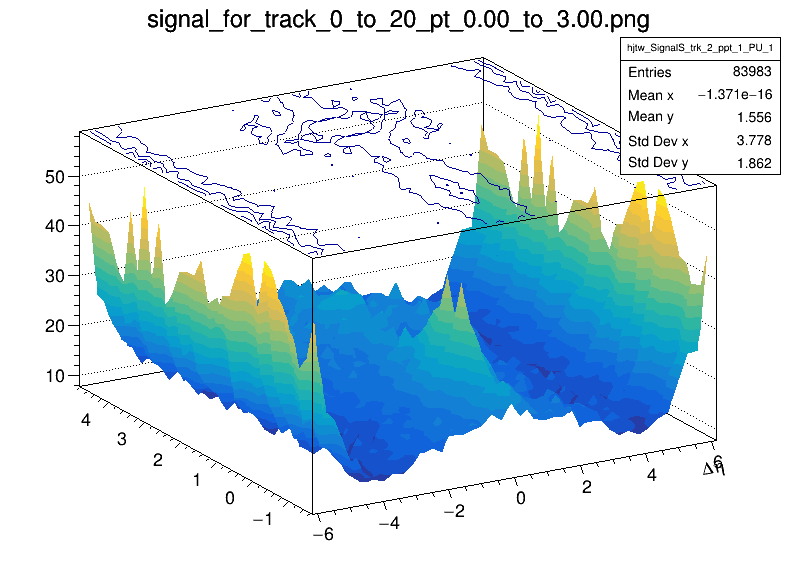 signal_for_track_0_to_20_pt_0.00_to_3.00.png
hjtw_SignalS_trk_2_ppt_1_PU_1
Entries 83983
Mean x −1.371e−16
Mean y 1.556
Std Dev x 3.778
Std Dev y 1.862
50
40
30
20
10
4
3
2
1
0
−1
−6
−4
−2
0
2
4
6
Δη